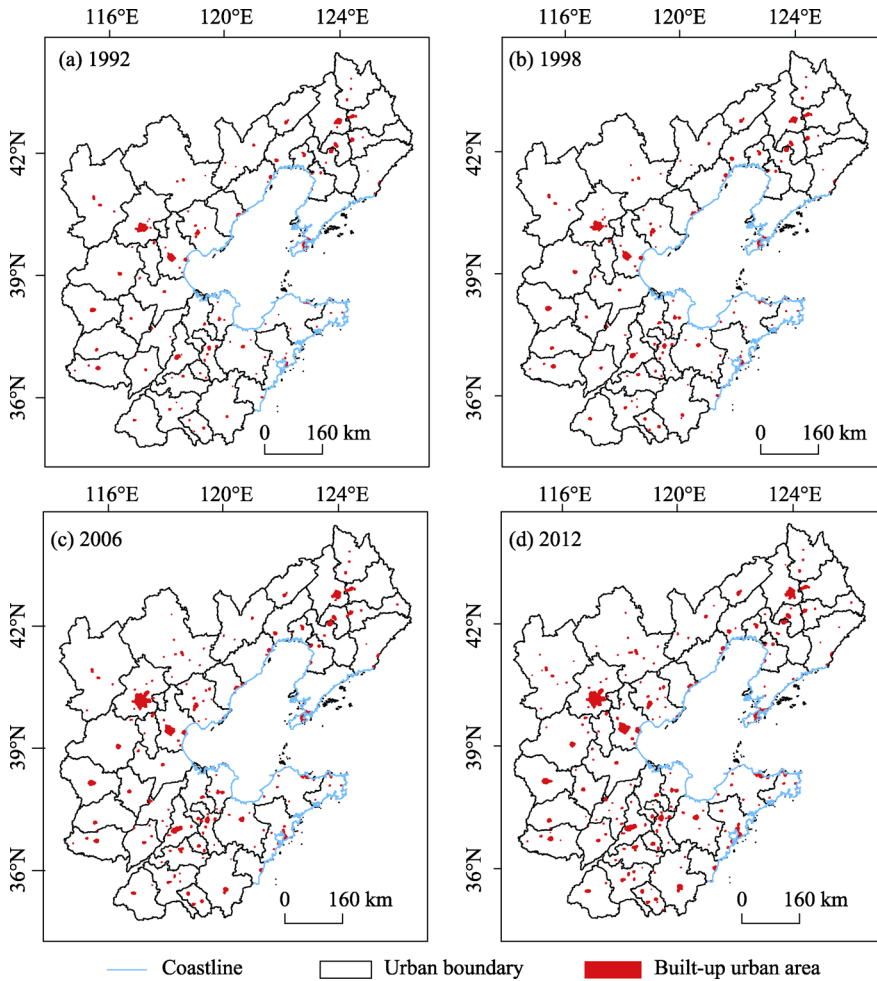 116°E 120°E 124°E
116°E 120°E 124°E
(a) 1992
(b) 1998
42°N
39°N
36°N
42°N
39°N
36°N
0 160 km
0 160 km
116°E 120°E 124°E
116°E 120°E 124°E
(c) 2006
(d) 2012
42°N
39°N
36°N
42°N
39°N
36°N
0 160 km
0 160 km
Coastline Urban boundary Built-up urban area